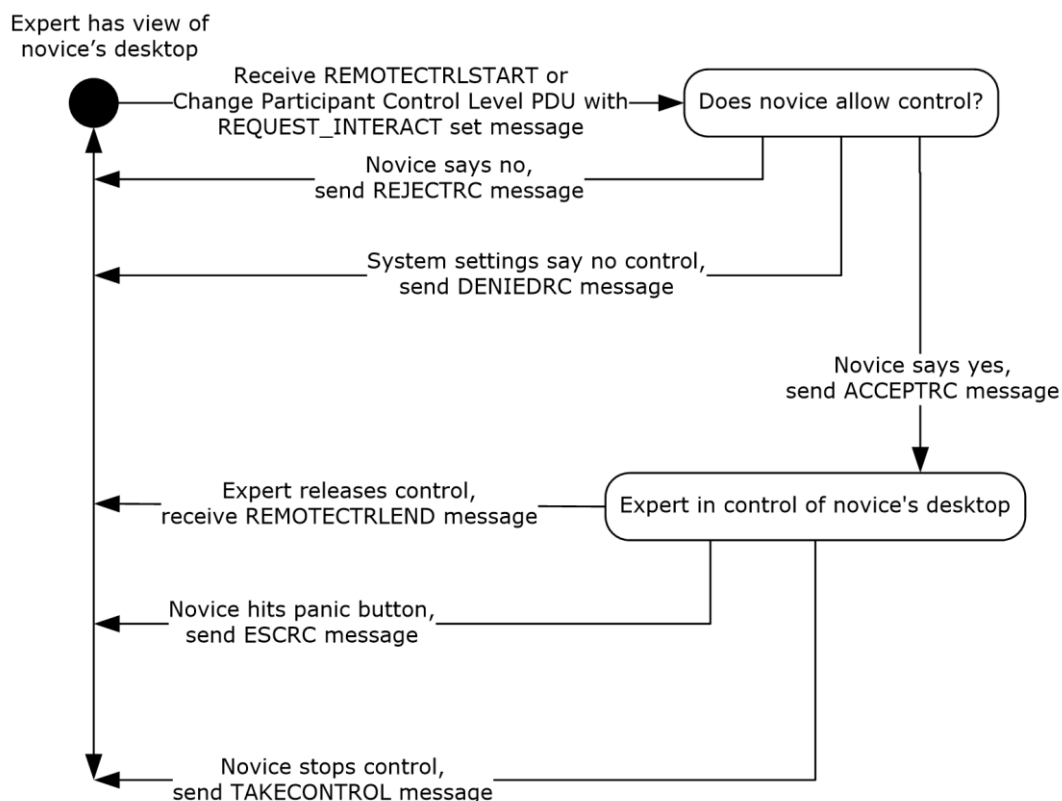 Expert has view of
novice’s desktop
Receive REMOTECTRLSTART or
Change Participant Control Level PDU with
REQUEST_INTERACT set message
Does novice allow control?
Novice says no,
send REJECTRC message
System settings say no control,
send DENIEDRC message
Novice says yes,
send ACCEPTRC message
Expert releases control,
receive REMOTECTRLEND message
Expert in control of novice's desktop
Novice hits panic button,
send ESCRC message
Novice stops control,
send TAKECONTROL message